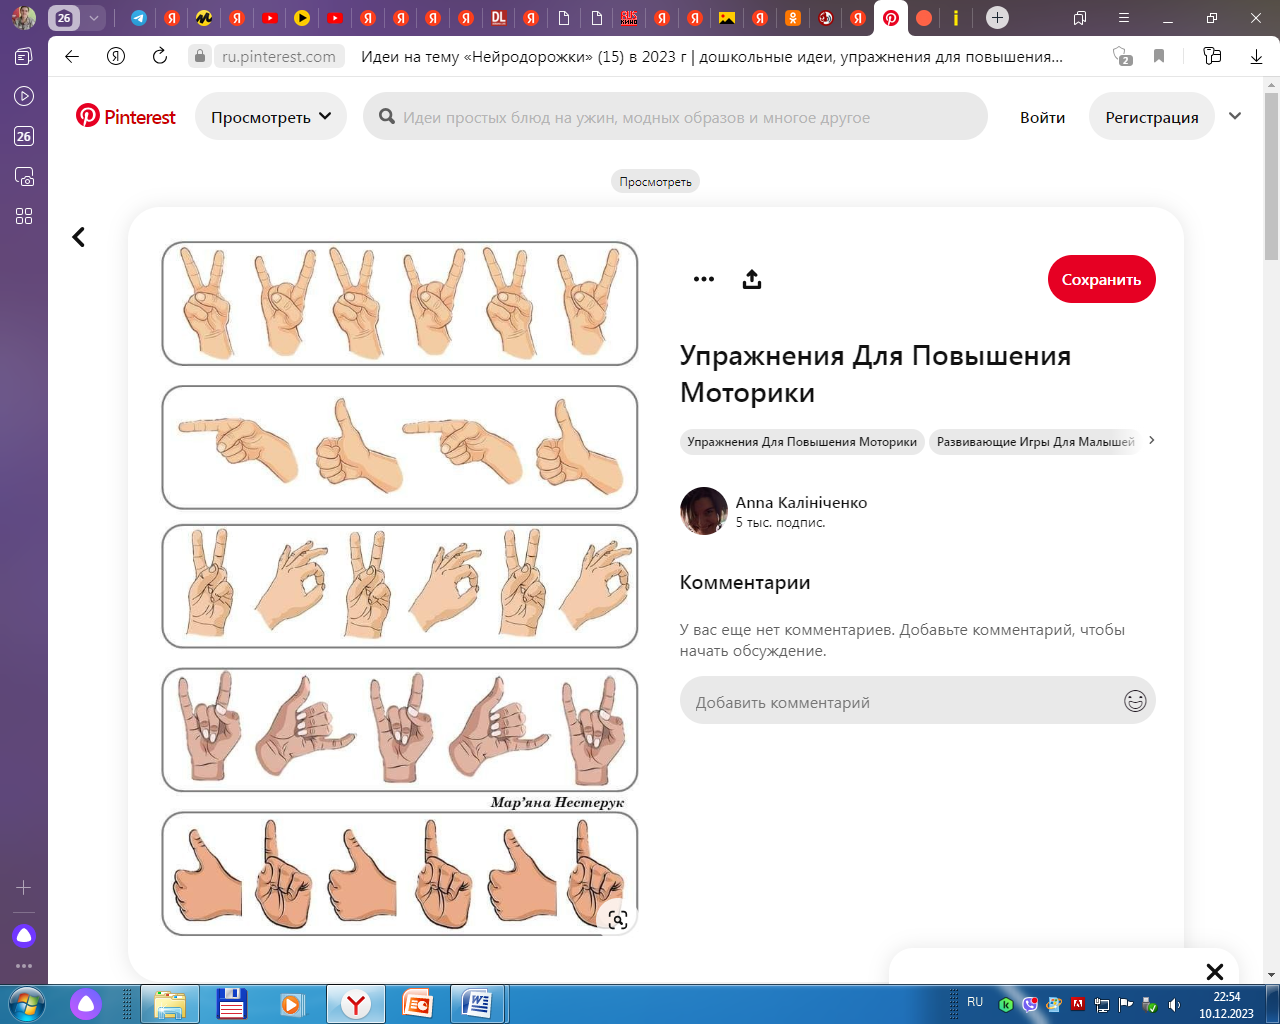 26
ru.pinterest.com
Идеи на тему «Нейродорожки» (15) в 2023 г | дошкольные идеи, упражнения для повышения...
2
26
Pinterest
Просмотреть
Идеи простых блюд на ужин, модных образов и многое другое
Войти
Регистрация
Просмотреть
Сохранить
Упражнения Для Повышения
Моторики
Упражнения Для Повышения Моторики
Развивающие Игры Для Малышей
Anna Калініченко
5 тыс. подпис.
Комментарии
У вас еще нет комментариев. Добавьте комментарий, чтобы
начать обсуждение.
Добавить комментарий
Мар’яна Нестерук
RU
22:54
10.12.2023